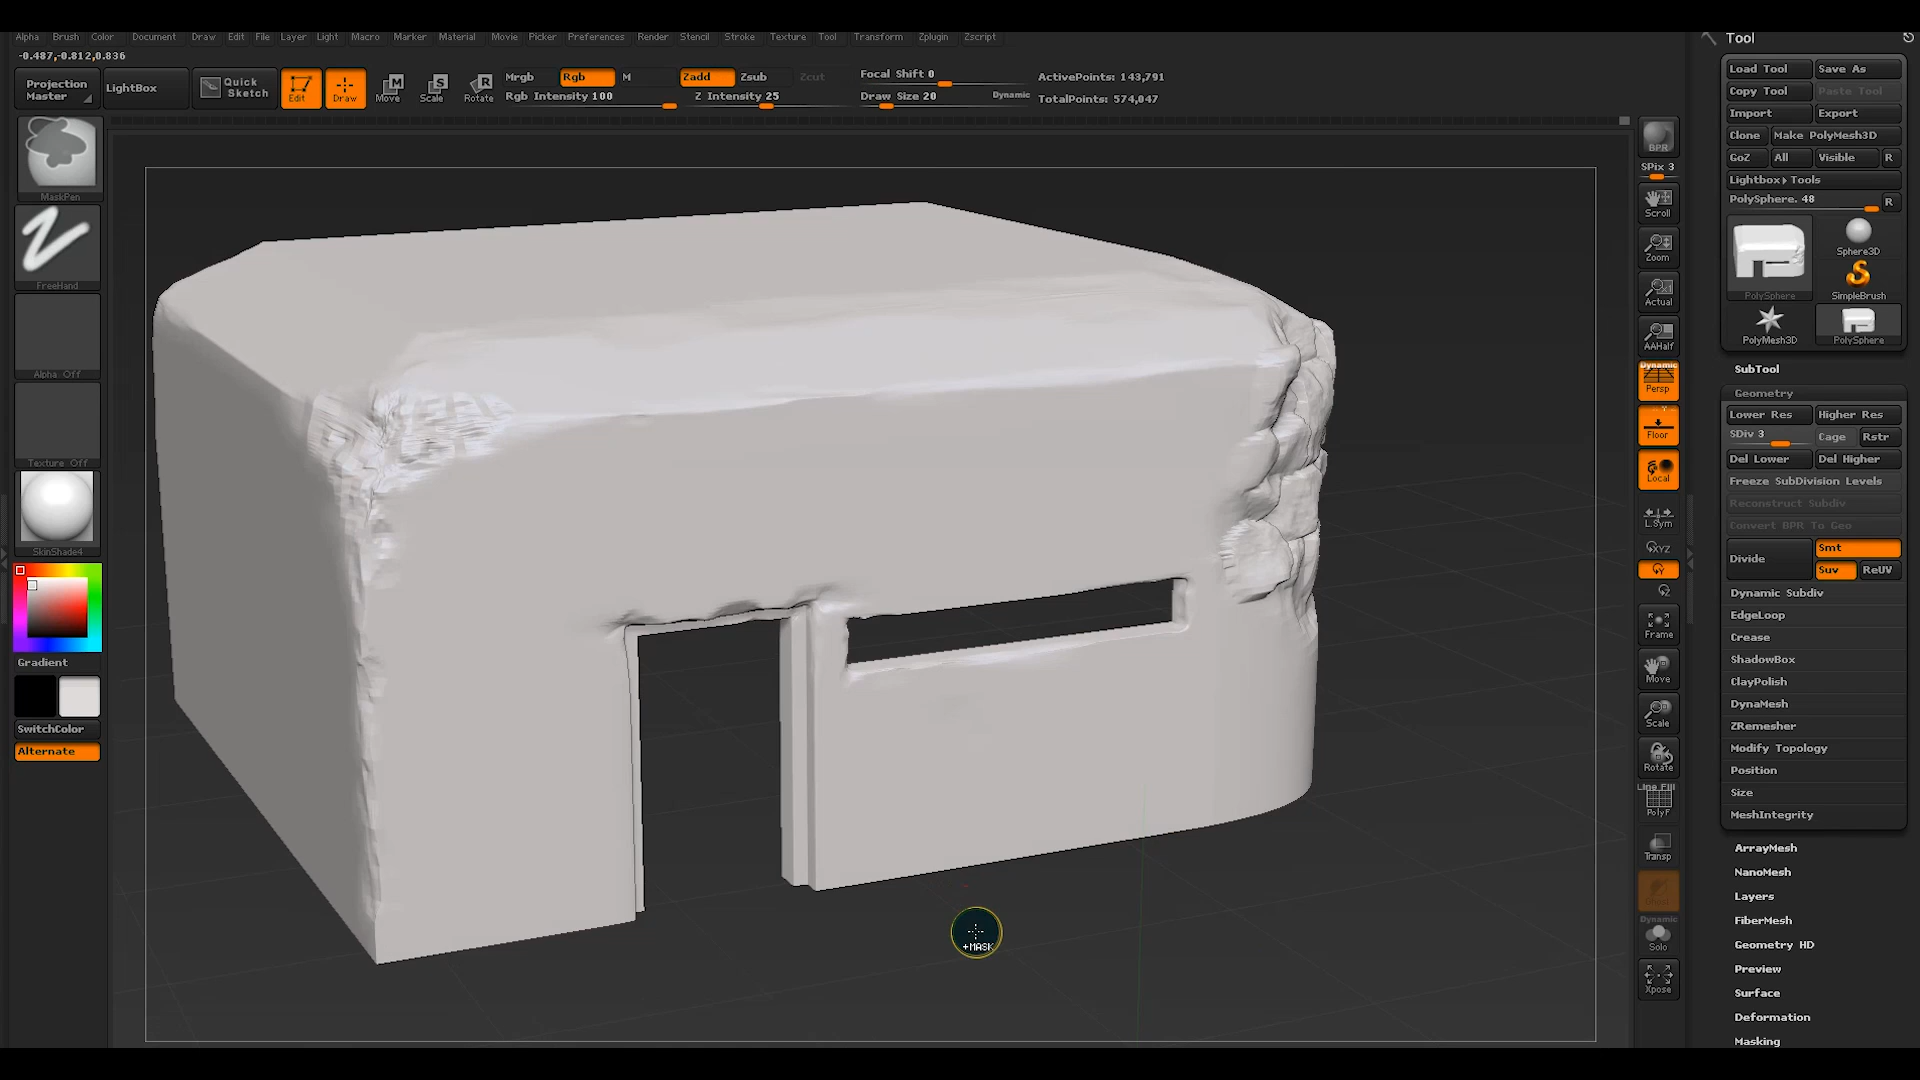 Alpha Brush Color Document Draw Edit File Layer Light Macro Marker Material Movie Picker Preferences Render Stencil Stroke Texture Tool Transform Zplugin Zscript
-0.487,-0.812,0.836
Projection Master
LightBox
Quick Sketch
Edit
Draw
Move
Scale
Rotate
Mrgb Rgb M
Rgb Intensity 100
Zadd Zsub Zcut
Z Intensity 25
Focal Shift 0
Draw Size 20
Dynamic
ActivePoints: 143,791
TotalPoints: 574,047
MaskPen
FreeHand
Alpha Off
Texture Off
SkinShade4
Gradient
SwitchColor
Alternate
+MASK
BPR
SPix 3
Scroll
Zoom
Actual
AAHalf
Dynamic
Persp
Floor
Local
L.Sym
XYZ
Y
Z
Frame
Move
Scale
Rotate
Line Fill
PolyF
Transp
Ghost
Dynamic
Solo
Xpose
Tool
Load Tool Save As
Copy Tool Paste Tool
Import Export
Clone Make PolyMesh3D
GoZ All Visible R
Lightbox▸Tools
PolySphere. 48 R
PolySphere
Sphere3D
SimpleBrush
PolyMesh3D
PolySphere
SubTool
Geometry
Lower Res Higher Res
SDiv 3 Cage Rstr
Del Lower Del Higher
Freeze SubDivision Levels
Reconstruct Subdiv
Convert BPR To Geo
Divide Smt
Suv ReUV
Dynamic Subdiv
EdgeLoop
Crease
ShadowBox
ClayPolish
DynaMesh
ZRemesher
Modify Topology
Position
Size
MeshIntegrity
ArrayMesh
NanoMesh
Layers
FiberMesh
Geometry HD
Preview
Surface
Deformation
Masking